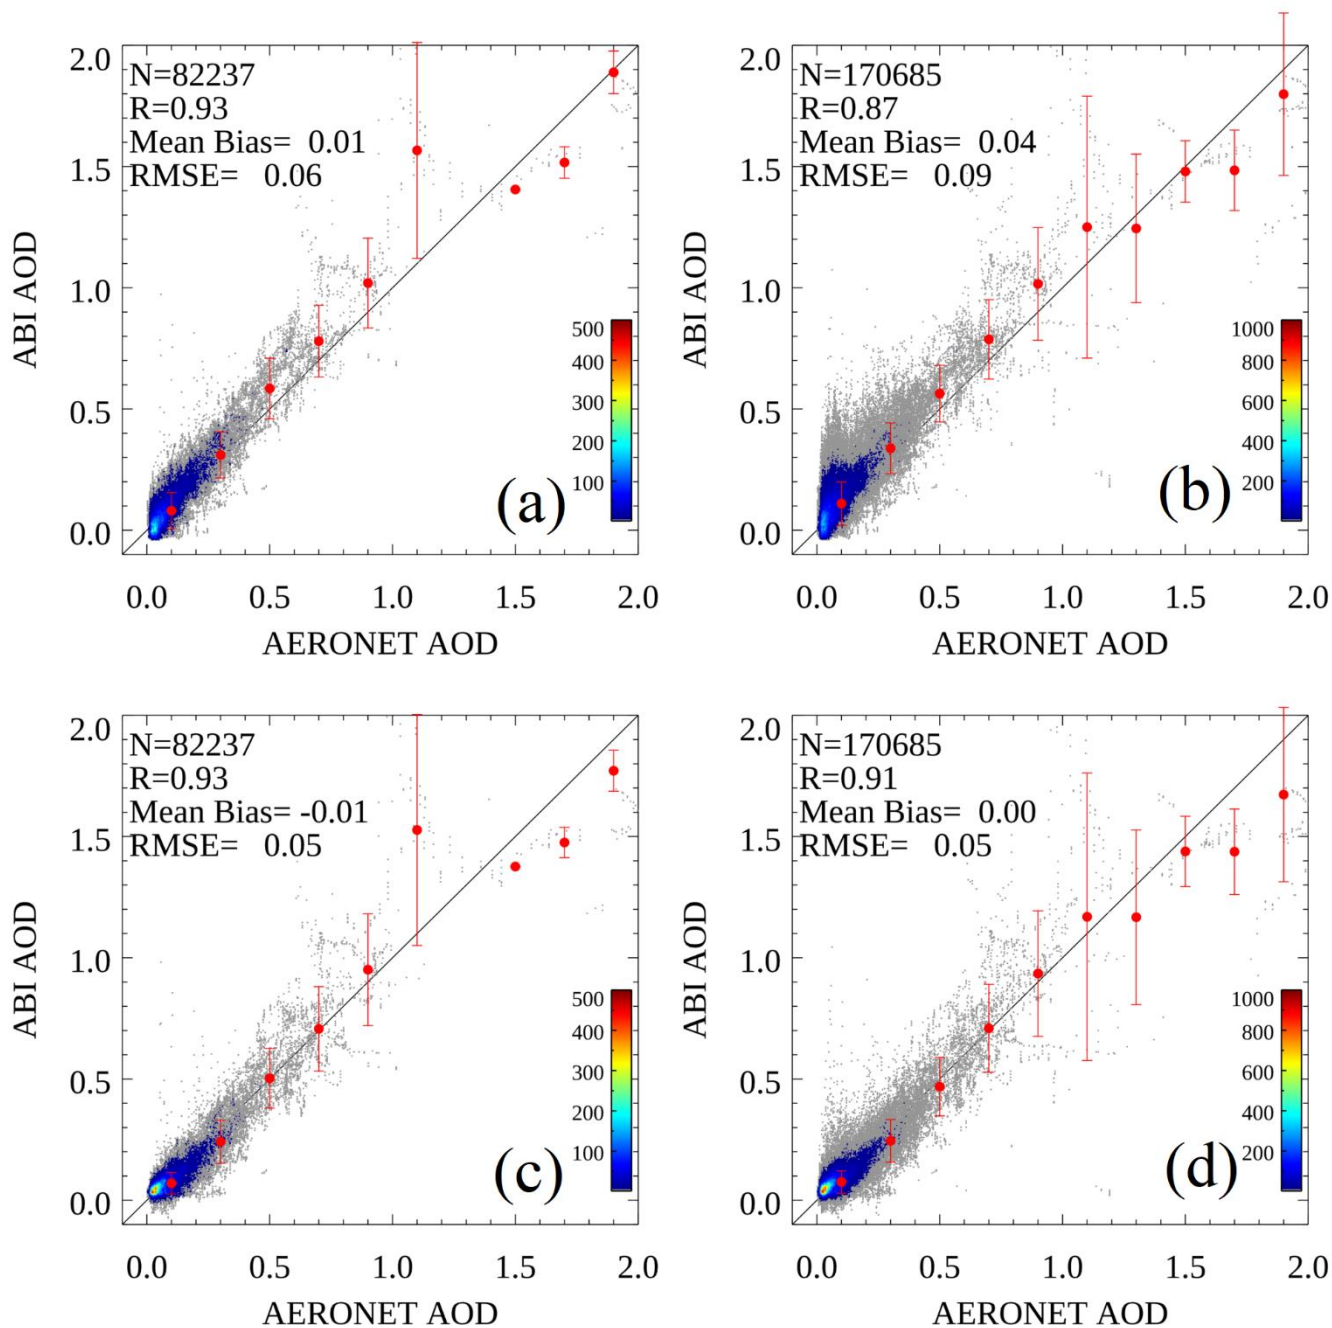 2.0
1.5
1.0
0.5
0.0
ABI AOD
N=82237
R=0.93
Mean Bias= 0.01
RMSE= 0.06
500
400
300
200
100
(a)
0.0 0.5 1.0 1.5 2.0
AERONET AOD
2.0
1.5
1.0
0.5
0.0
ABI AOD
N=170685
R=0.87
Mean Bias= 0.04
RMSE= 0.09
1000
800
600
400
200
(b)
0.0 0.5 1.0 1.5 2.0
AERONET AOD
2.0
1.5
1.0
0.5
0.0
ABI AOD
N=82237
R=0.93
Mean Bias= -0.01
RMSE= 0.05
500
400
300
200
100
(c)
0.0 0.5 1.0 1.5 2.0
AERONET AOD
2.0
1.5
1.0
0.5
0.0
ABI AOD
N=170685
R=0.91
Mean Bias= 0.00
RMSE= 0.05
1000
800
600
400
200
(d)
0.0 0.5 1.0 1.5 2.0
AERONET AOD